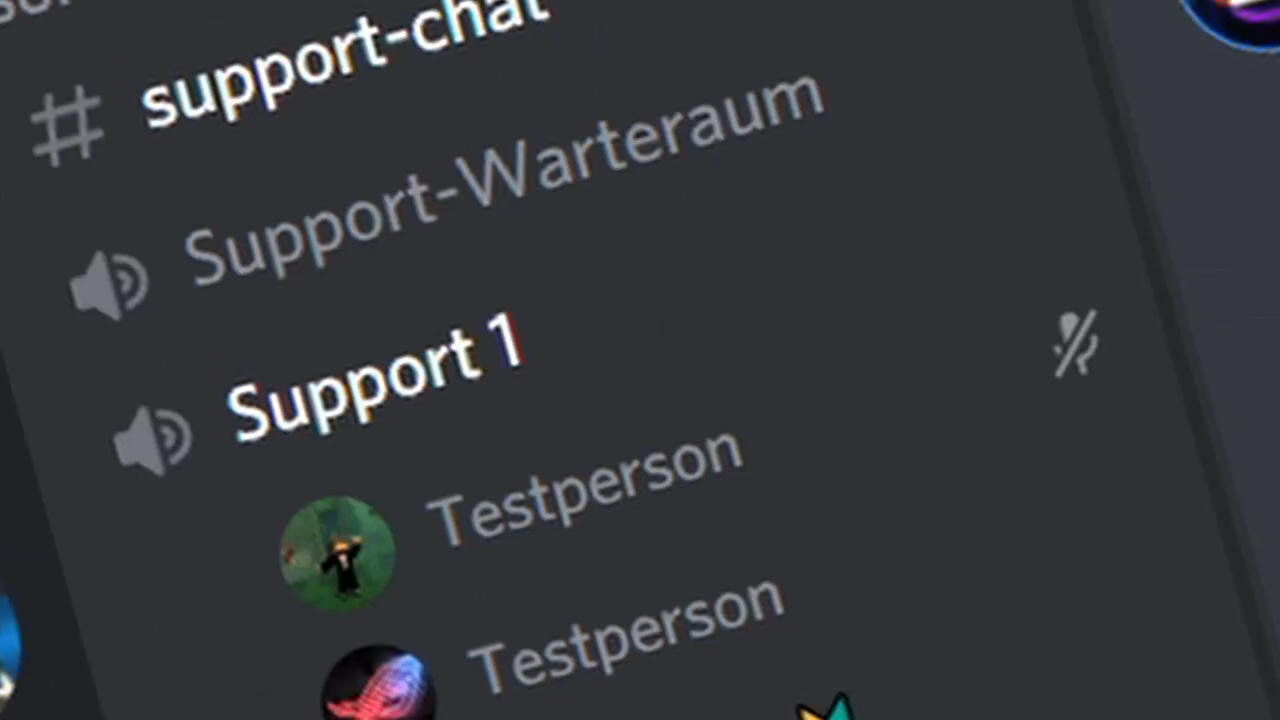 support-chat
Support-Warteraum
Support 1
Testperson
Testperson